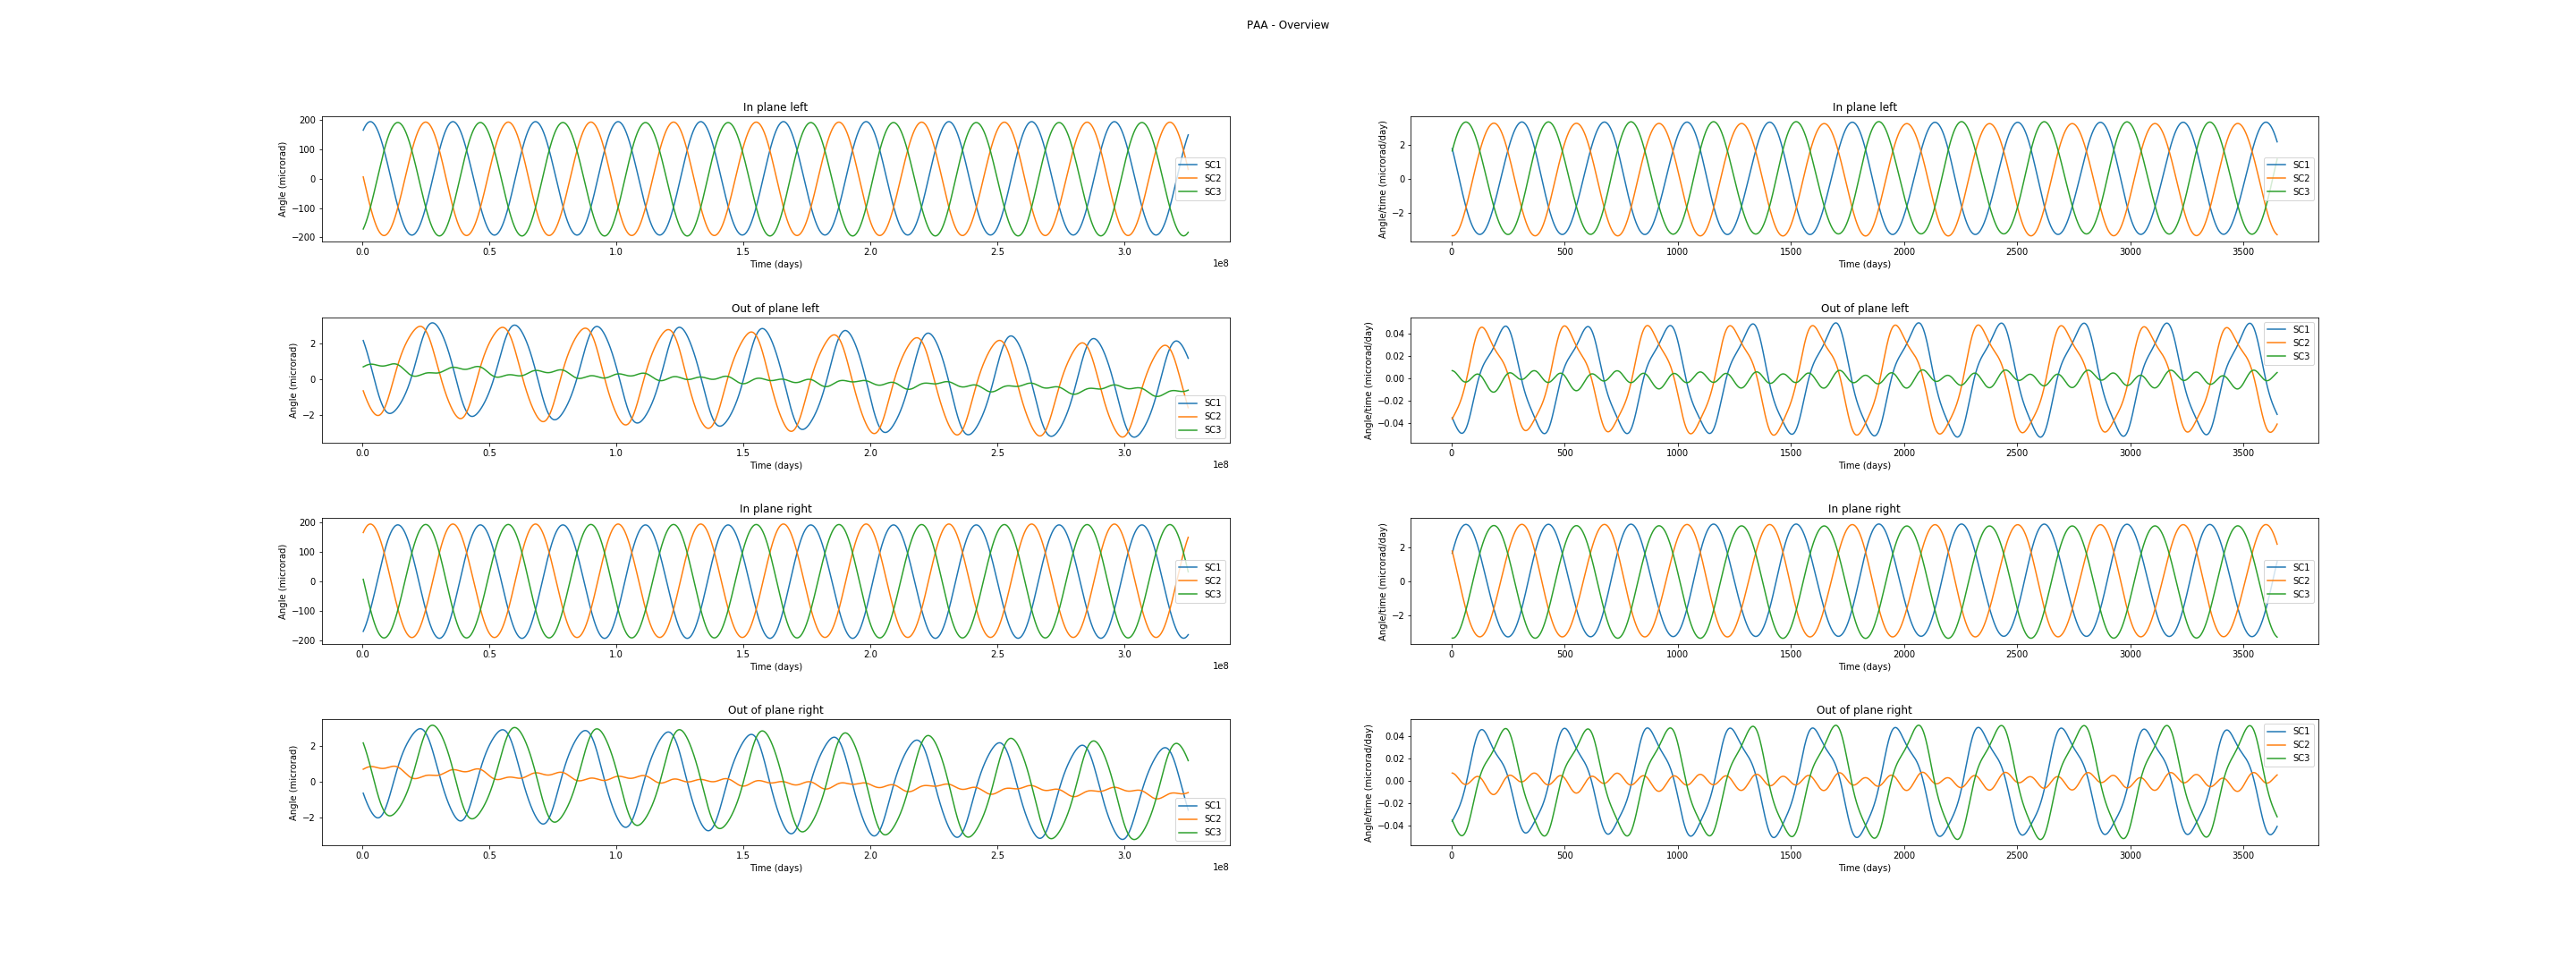 PAA - Overview
In plane left
Angle (microrad)
200
100
0
−100
−200
0.0 0.5 1.0 1.5 2.0 2.5 3.0
1e8
Time (days)
SC1
SC2
SC3
In plane left
Angle/time (microrad/day)
2
0
−2
0 500 1000 1500 2000 2500 3000 3500
Time (days)
SC1
SC2
SC3
Out of plane left
Angle (microrad)
2
0
−2
0.0 0.5 1.0 1.5 2.0 2.5 3.0
1e8
Time (days)
SC1
SC2
SC3
Out of plane left
Angle/time (microrad/day)
0.04
0.02
0.00
−0.02
−0.04
0 500 1000 1500 2000 2500 3000 3500
Time (days)
SC1
SC2
SC3
In plane right
Angle (microrad)
200
100
0
−100
−200
0.0 0.5 1.0 1.5 2.0 2.5 3.0
1e8
Time (days)
SC1
SC2
SC3
In plane right
Angle/time (microrad/day)
2
0
−2
0 500 1000 1500 2000 2500 3000 3500
Time (days)
SC1
SC2
SC3
Out of plane right
Angle (microrad)
2
0
−2
0.0 0.5 1.0 1.5 2.0 2.5 3.0
1e8
Time (days)
SC1
SC2
SC3
Out of plane right
Angle/time (microrad/day)
0.04
0.02
0.00
−0.02
−0.04
0 500 1000 1500 2000 2500 3000 3500
Time (days)
SC1
SC2
SC3